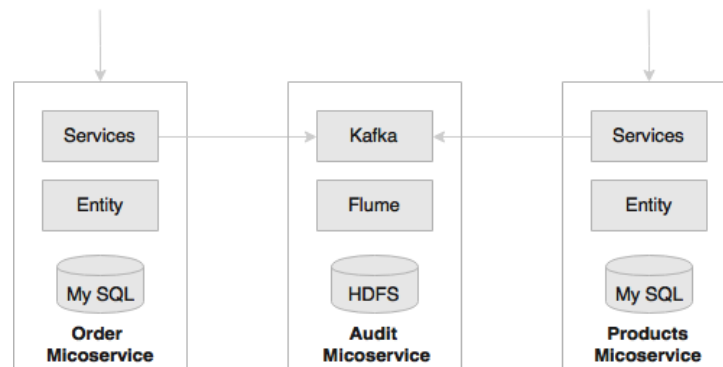 Services
Entity
My SQL
Order
Micoservice
Kafka
Flume
HDFS
Audit
Micoservice
Services
Entity
My SQL
Products
Micoservice